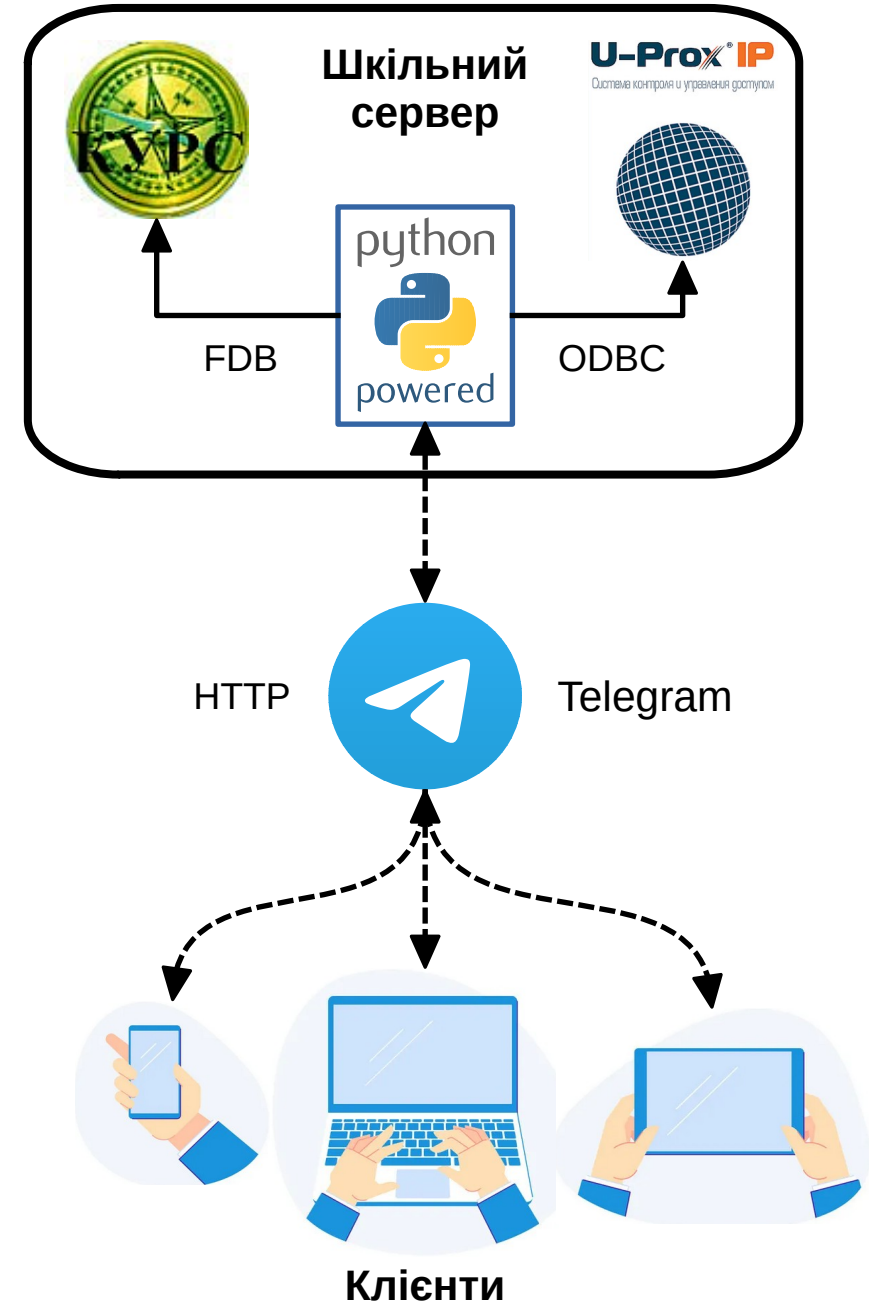 Шкільний
сервер
КУРС
U-Prox® IP
Система контроля и управления доступом
python
powered
FDB
ODBC
HTTP
Telegram
Клієнти